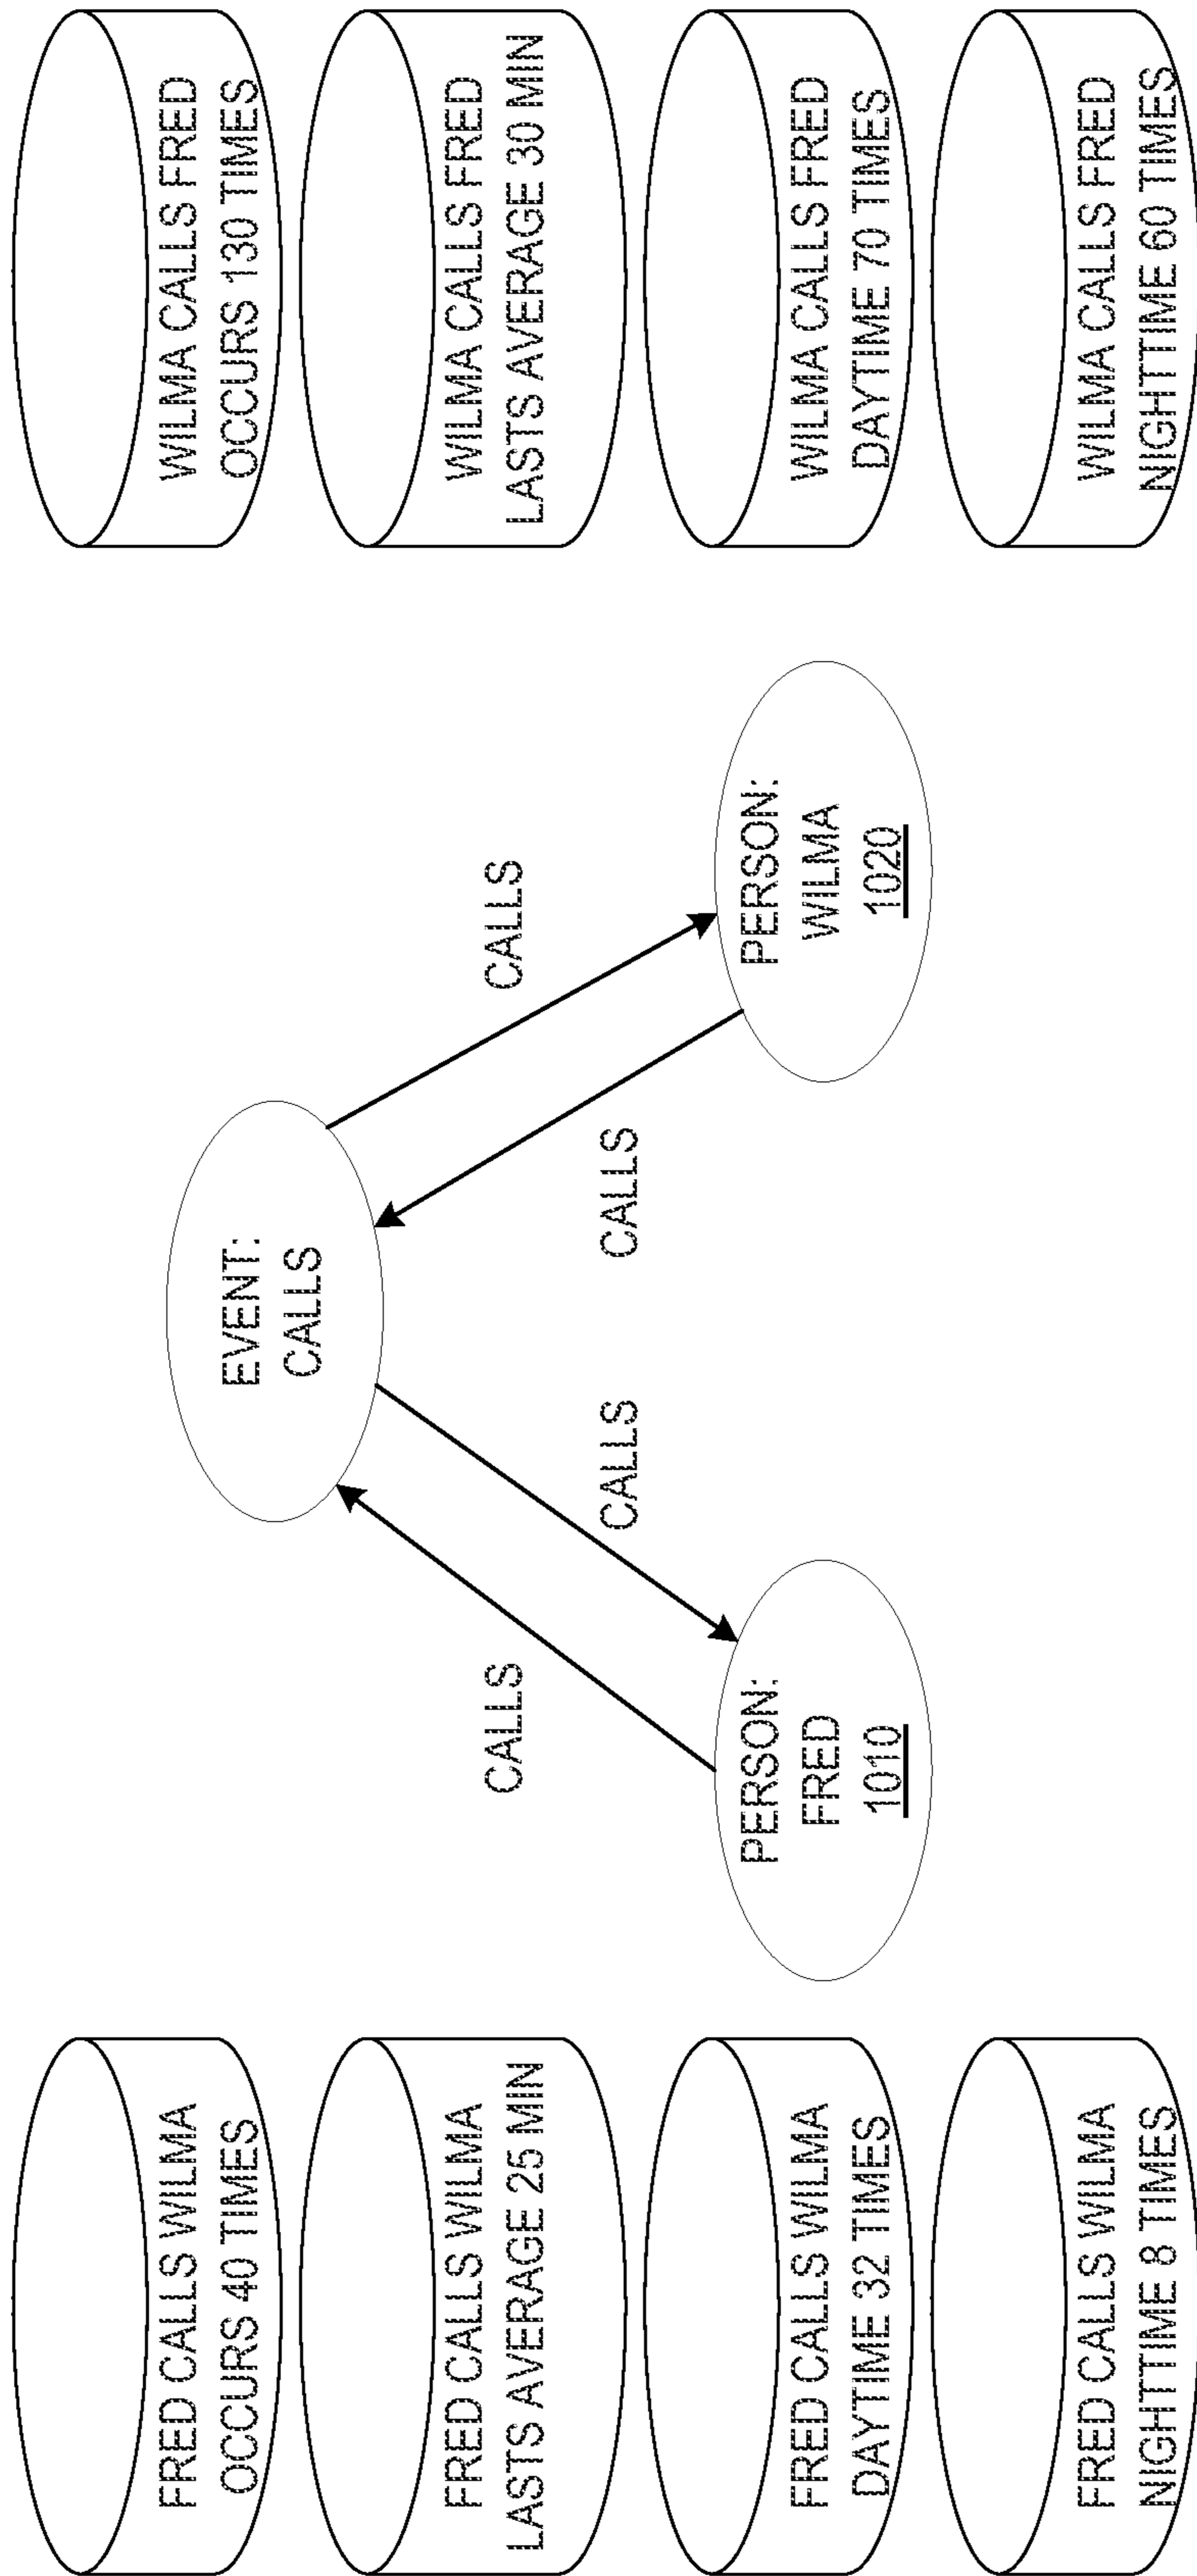 FRED CALLS WILMA
OCCURS 40 TIMES
FRED CALLS WILMA
LASTS AVERAGE 25 MIN
FRED CALLS WILMA
DAYTIME 32 TIMES
FRED CALLS WILMA
NIGHTTIME 8 TIMES
EVENT:
CALLS
CALLS
CALLS
CALLS
CALLS
PERSON:
FRED
1010
PERSON:
WILMA
1020
WILMA CALLS FRED
OCCURS 130 TIMES
WILMA CALLS FRED
LASTS AVERAGE 30 MIN
WILMA CALLS FRED
DAYTIME 70 TIMES
WILMA CALLS FRED
NIGHTTIME 60 TIMES